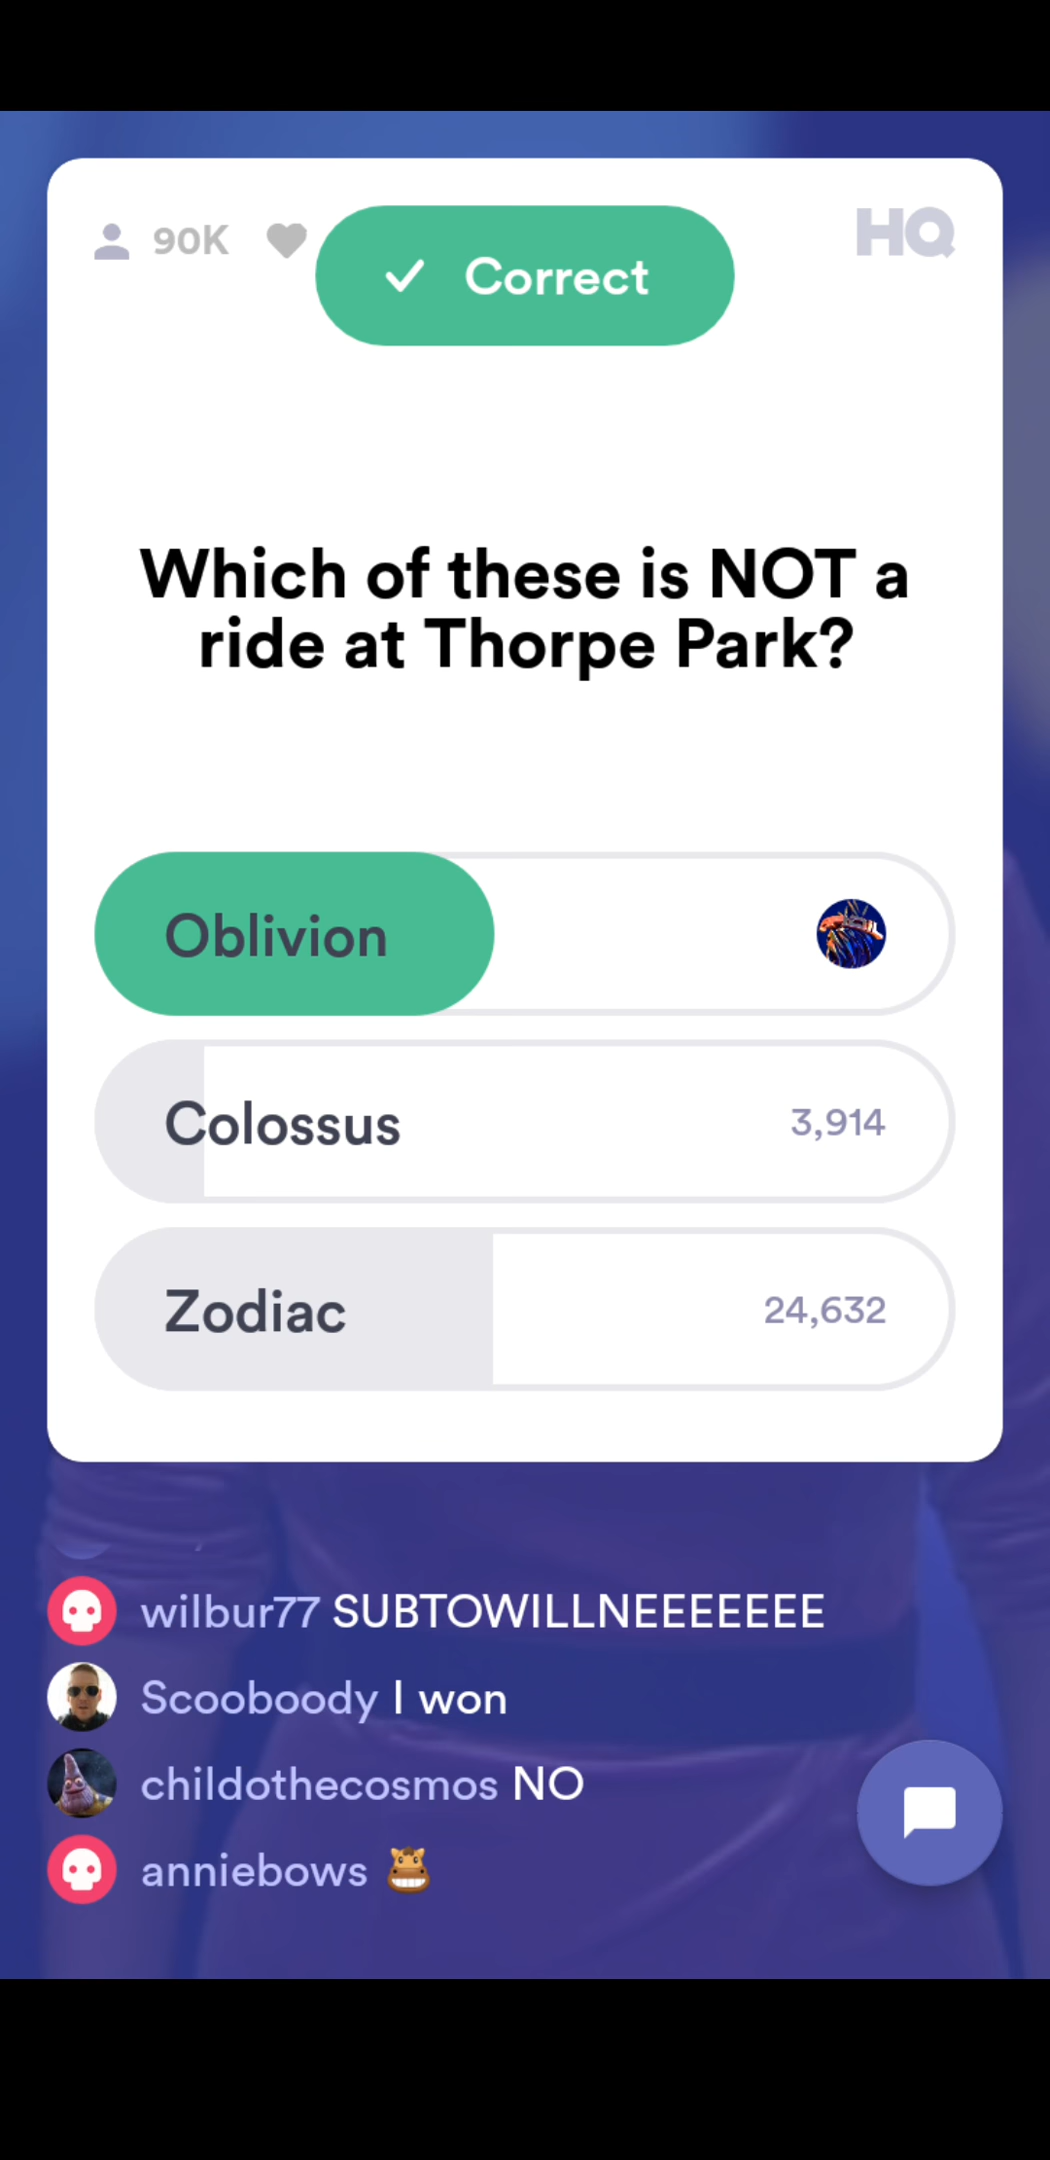 90K
Correct
HQ
Which of these is NOT a
ride at Thorpe Park?
Oblivion
Colossus 3,914
Zodiac 24,632
wilbur77 SUBTOWILLNEEEEEEE
Scooboody I won
childothecosmos NO
anniebows